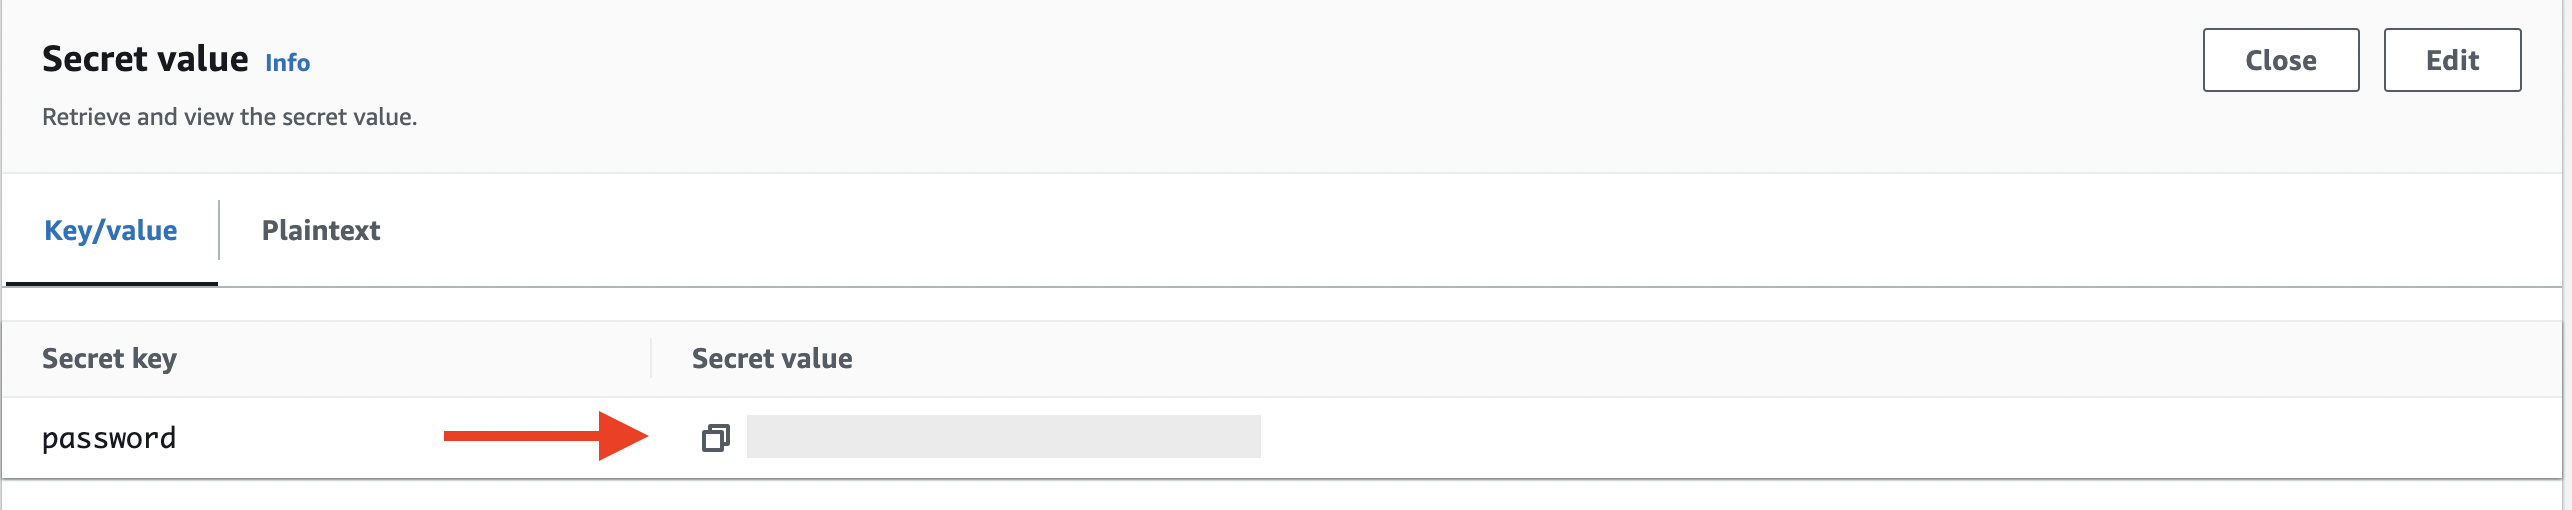 Secret value Info
Close
Edit
Retrieve and view the secret value.
Key/value
Plaintext
Secret key
Secret value
password